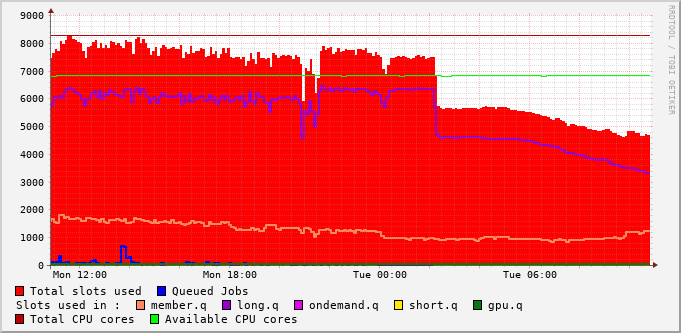 9000
8000
7000
6000
5000
4000
3000
2000
1000
0
Mon 12:00 Mon 18:00 Tue 00:00 Tue 06:00
RRDTOOL / TOBI OETIKER
Total slots used Queued Jobs
Slots used in : member.q long.q ondemand.q short.q gpu.q
Total CPU cores Available CPU cores